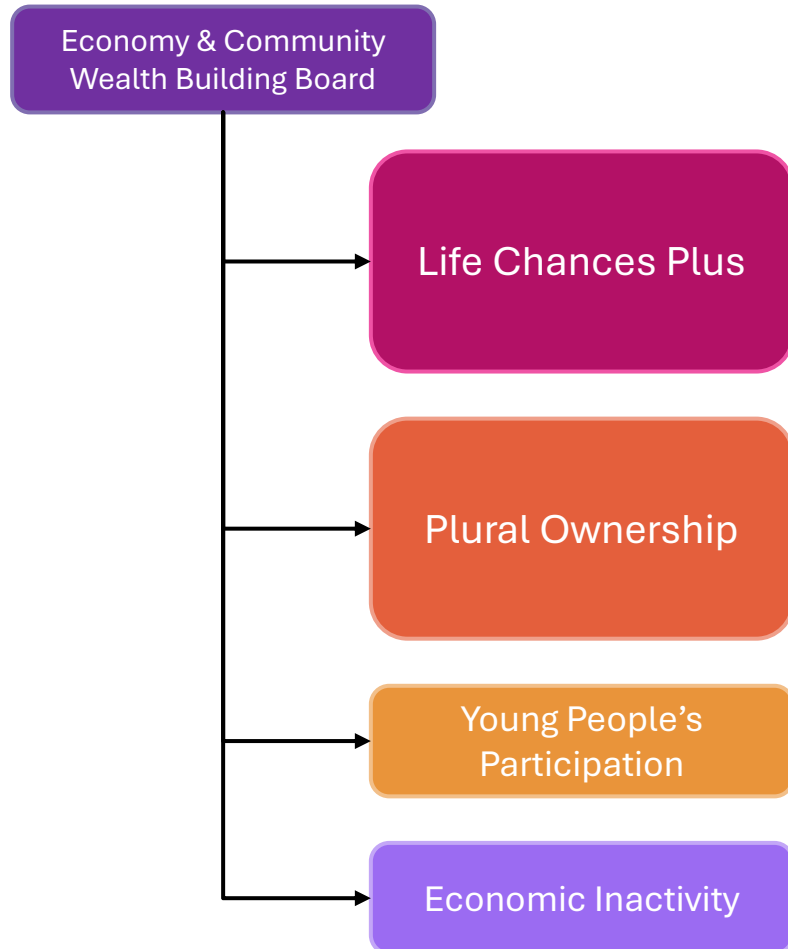 Economy & Community
Wealth Building Board
Life Chances Plus
Plural Ownership
Young People’s
Participation
Economic Inactivity